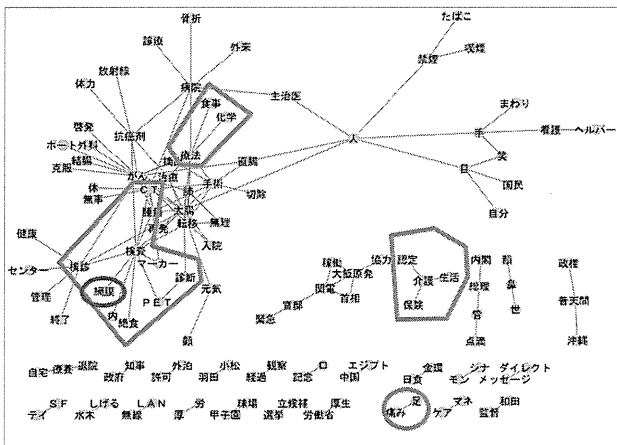 たばこ
骨折
診療
外来
禁煙
喫煙
放射線
病院
体力
食事
主治医
化学
まわり
啓発
抗癌剤
人
手
看護
ヘルパー
ポート外科
結腸
療法
笑
克服
がん
治療
直腸
目
休
CT
肺
手術
国民
無事
切除
腫瘍
大腸
自分
転移
無理
健康
再発
検査
入院
協力
認定
内閣
顔
政権
稼働
センター
検診
マーカー
大飯原発
介護
生活
総理
鼻
管理
網膜
診断
元気
関電
首相
保険
普天間
PET
官邸
菅
世
終了
内
絶食
緊急
顔
点滴
沖縄
退院
知事
外泊
小松
観察
口
エジプト
金環
ジナ
ダイレクト
自宅
療養
政府
許可
羽田
経過
記念
中国
日食
モン
メッセージ
SF
しげる
LAN
労
球場
立候補
厚生
足
マネ
和田
デイ
水木
無線
厚
甲子園
選挙
労働省
痛み
ケア
監督